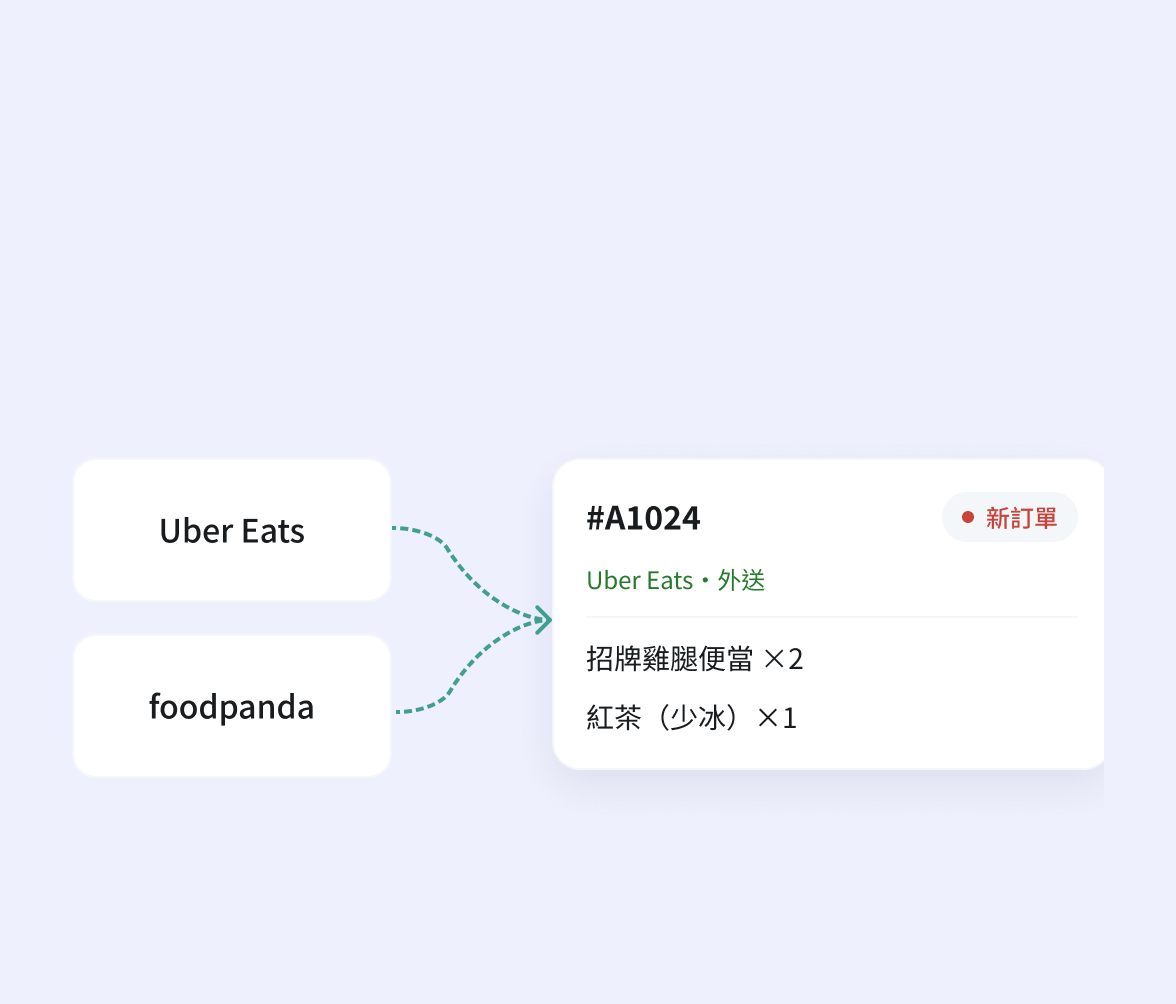 Uber Eats
foodpanda
#A1024
新訂單
Uber Eats・外送
招牌雞腿便當 ×2
紅茶（少冰）×1